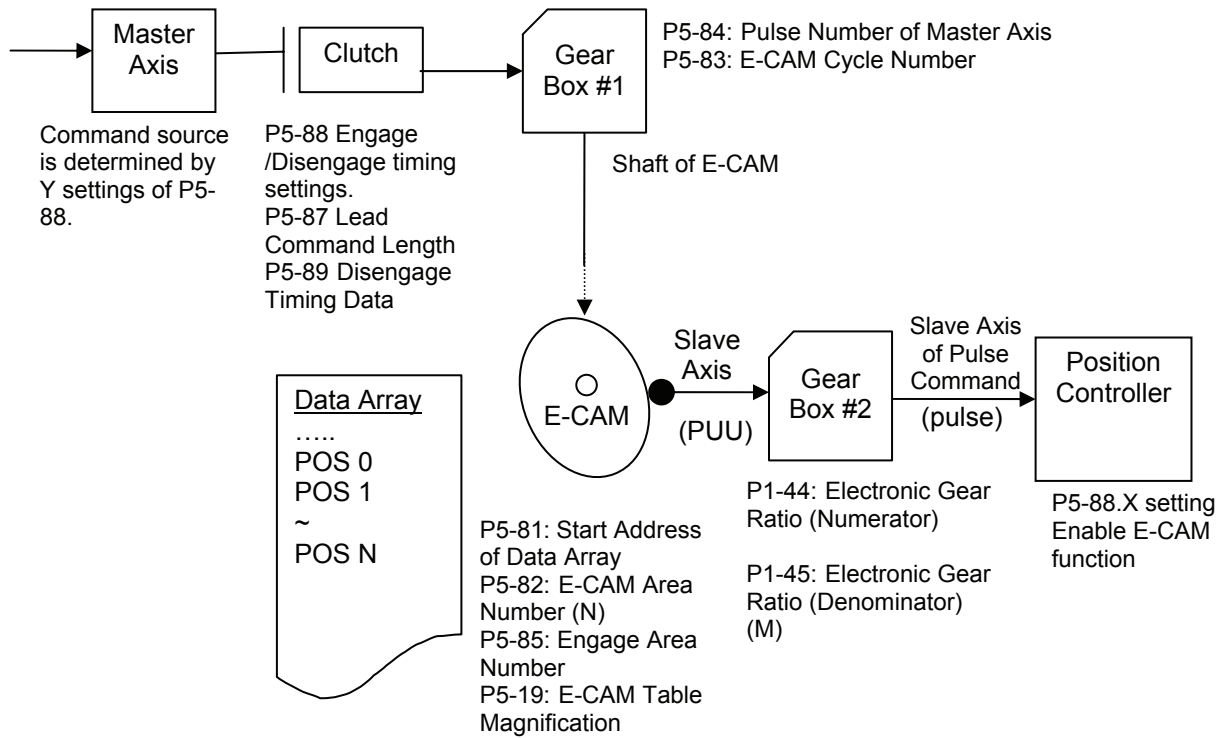 Master
Axis
Command source
is determined by
Y settings of P5-
88.
Clutch
P5-88 Engage
/Disengage timing
settings.
P5-87 Lead
Command Length
P5-89 Disengage
Timing Data
Gear
Box #1
P5-84: Pulse Number of Master Axis
P5-83: E-CAM Cycle Number
Shaft of E-CAM
Data Array
…..
POS 0
POS 1
~
POS N
E-CAM
P5-81: Start Address
of Data Array
P5-82: E-CAM Area
Number (N)
P5-85: Engage Area
Number
P5-19: E-CAM Table
Magnification
Slave
Axis
(PUU)
Gear
Box #2
P1-44: Electronic Gear
Ratio (Numerator)
P1-45: Electronic Gear
Ratio (Denominator)
(M)
Slave Axis
of Pulse
Command
(pulse)
Position
Controller
P5-88.X setting
Enable E-CAM
function